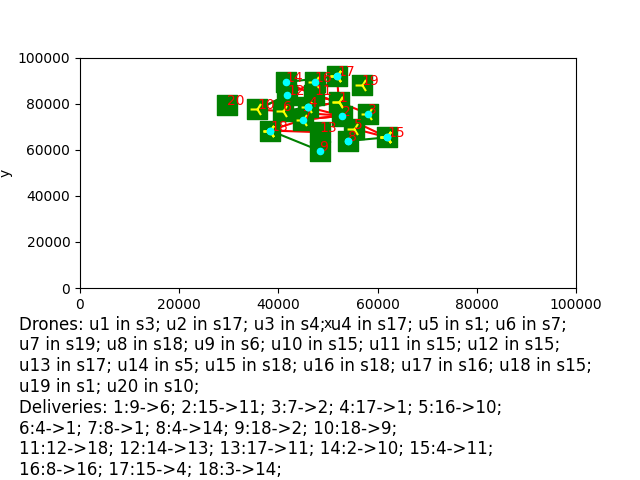 100000
80000
60000
40000
20000
0
y
17
19
20
15
0 20000 40000 60000 80000 100000
x
Drones: u1 in s3; u2 in s17; u3 in s4; u4 in s17; u5 in s1; u6 in s7;
u7 in s19; u8 in s18; u9 in s6; u10 in s15; u11 in s15; u12 in s15;
u13 in s17; u14 in s5; u15 in s18; u16 in s18; u17 in s16; u18 in s15;
u19 in s1; u20 in s10;
Deliveries: 1:9->6; 2:15->11; 3:7->2; 4:17->1; 5:16->10;
6:4->1; 7:8->1; 8:4->14; 9:18->2; 10:18->9;
11:12->18; 12:14->13; 13:17->11; 14:2->10; 15:4->11;
16:8->16; 17:15->4; 18:3->14;